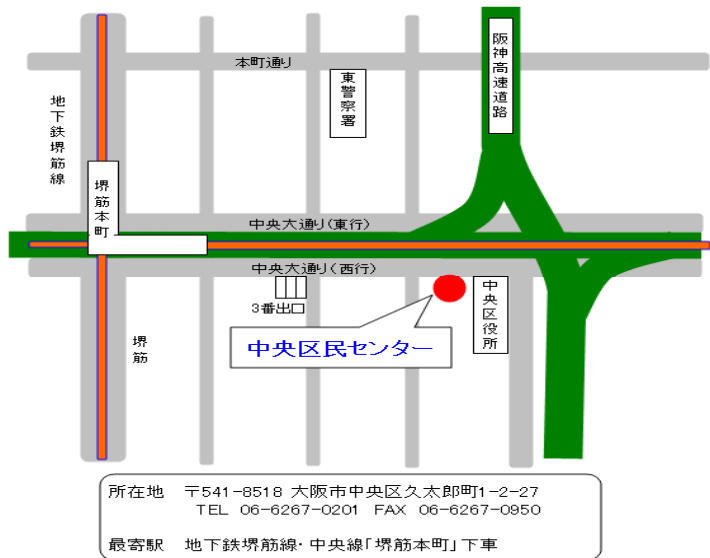 本町通り
阪神高速道路
東警察署
地下鉄堺筋線
堺筋本町
中央大通り(東行)
中央大通り(西行)
3番出口
中央区役所
堺筋
中央区民センター
所在地 〒541-8518 大阪市中央区久太郎町1-2-27
TEL 06-6267-0201 FAX 06-6267-0950
最寄駅 地下鉄堺筋線・中央線「堺筋本町」下車